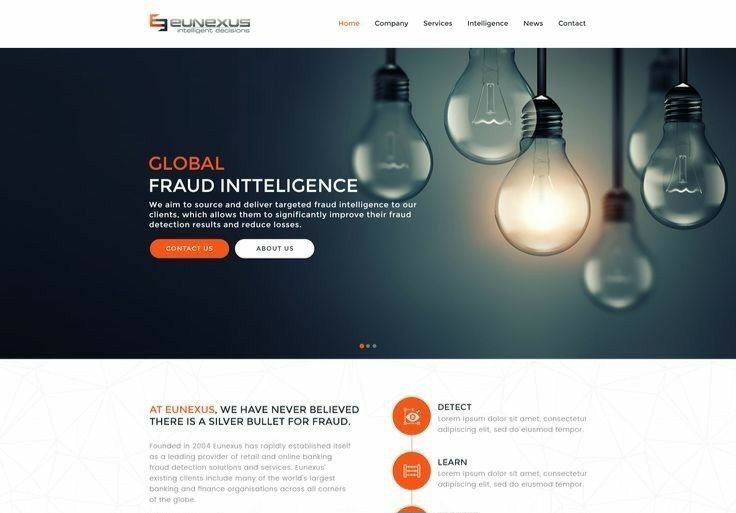 eunexus
intelligent decisions
Home Company Services Intelligence News Contact
GLOBAL
FRAUD INTTELIGENCE
We aim to source and deliver targeted fraud intelligence to our
clients, which allows them to significantly improve their fraud
detection results and reduce losses.
CONTACT US ABOUT US
AT EUNEXUS, WE HAVE NEVER BELIEVED
THERE IS A SILVER BULLET FOR FRAUD.
Founded in 2004 Eunexus has rapidly established itself
as a leading provider of retail and online banking
fraud detection solutions and services. Eunexus'
existing clients include many of the world's largest
banking and finance organisations across all corners
of the globe.
DETECT
Lorem ipsum dolor sit amet, consectetur
adipiscing elit, sed do eiusmod tempor.
LEARN
Lorem ipsum dolor sit amet, consectetur
adipiscing elit, sed do eiusmod tempor.